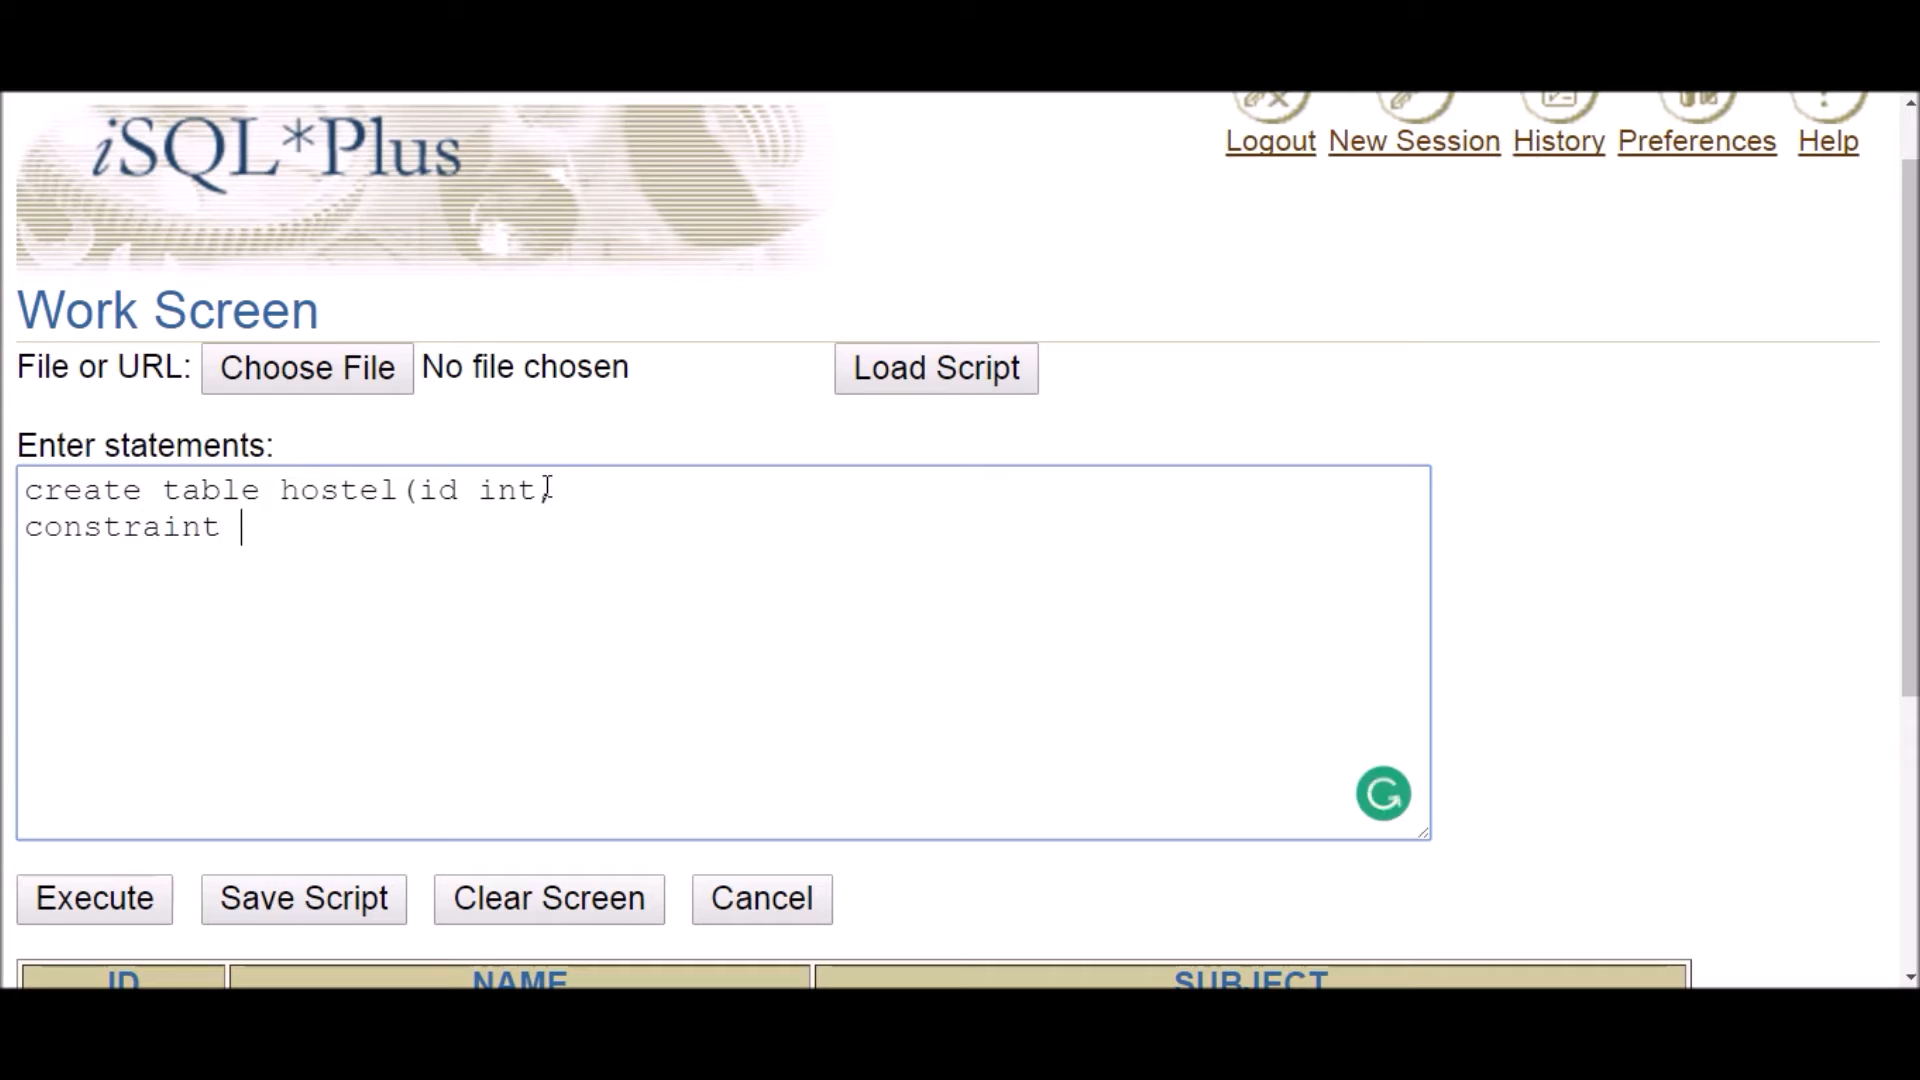 iSQL*Plus
Logout New Session History Preferences Help
Work Screen
File or URL: Choose File No file chosen Load Script
Enter statements:
create table hostel(id int,
constraint
Execute Save Script Clear Screen Cancel
ID NAME SUBJECT